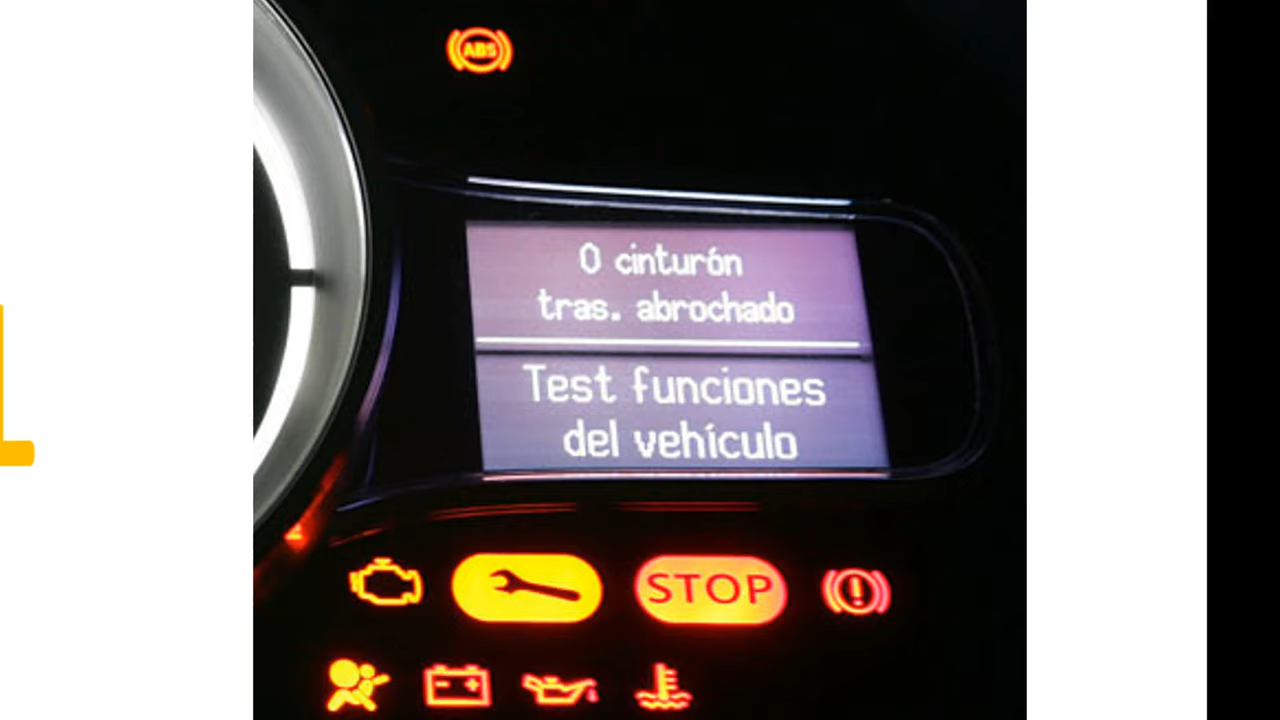 ABS
0 cinturón
tras. abrochado
Test funciones
del vehículo
STOP